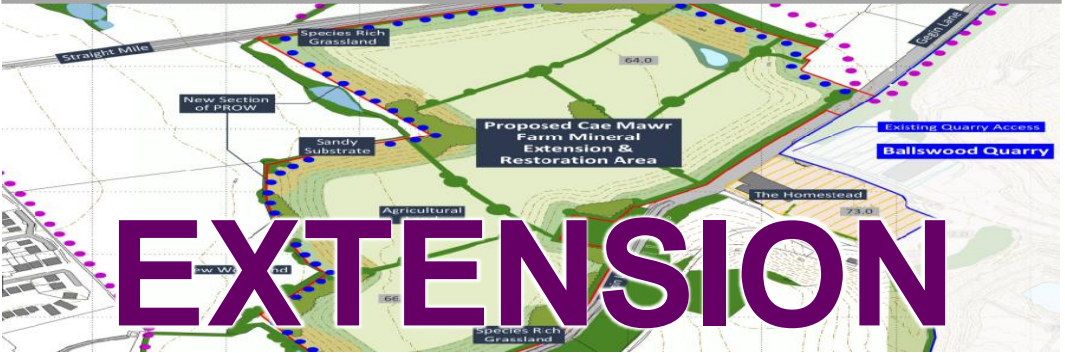 Species Rich
Grassland
Straight Mile
64.0
Gegin Lane
New Section
of PROW
Proposed Cae Mawr
Farm Mineral
Extension &
Restoration Area
Existing Quarry Access
Ballswood Quarry
Sandy
Substrate
The Homestead
73.0
Agricultural
EXTENSION
Species Rich
Grassland